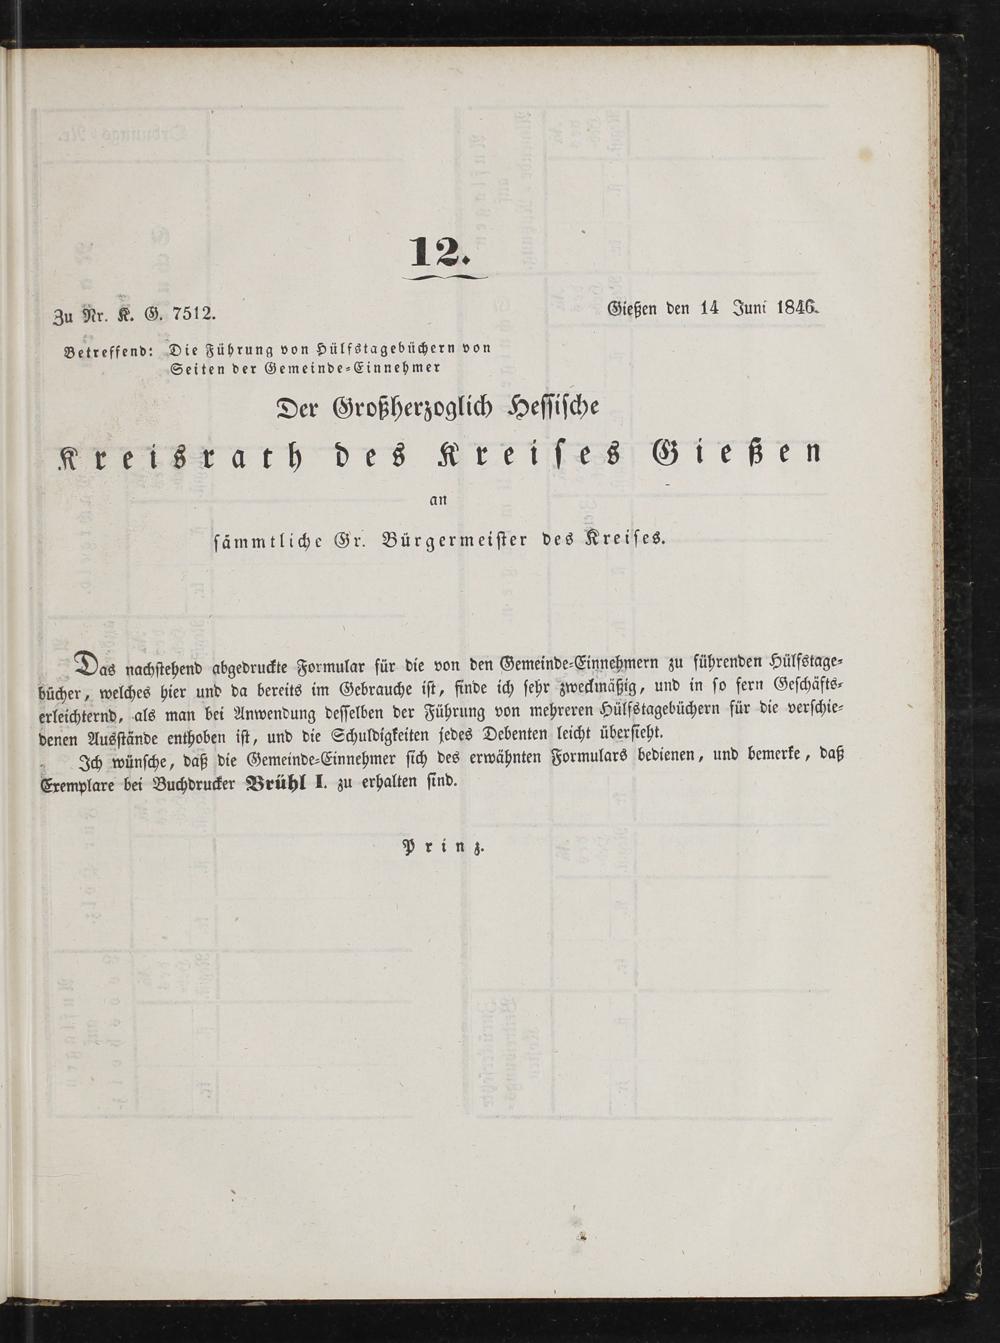 12.
Zu Nr. K. G. 7512.
Gießen den 14 Juni 1846.
Betreffend: Die Führung von Hülfstagebüchern von
Seiten der Gemeinde-Einnehmer
Der Großherzoglich Hessische
Kreisrath des Kreises Gießen
an
sämmtliche Gr. Bürgermeister des Kreises.
Das nachstehend abgedruckte Formular für die von den Gemeinde-Einnehmern zu führenden Hülfstage-
bücher, welches hier und da bereits im Gebrauche ist, finde ich sehr zweckmäßig, und in so fern Geschäfts-
erleichternd, als man bei Anwendung desselben der Führung von mehreren Hülfstagebüchern für die verschie-
denen Ausstände enthoben ist, und die Schuldigkeiten jedes Debenten leicht übersieht.
Ich wünsche, daß die Gemeinde-Einnehmer sich des erwähnten Formulars bedienen, und bemerke, daß
Exemplare bei Buchdrucker Brühl I. zu erhalten sind.
Prinz.